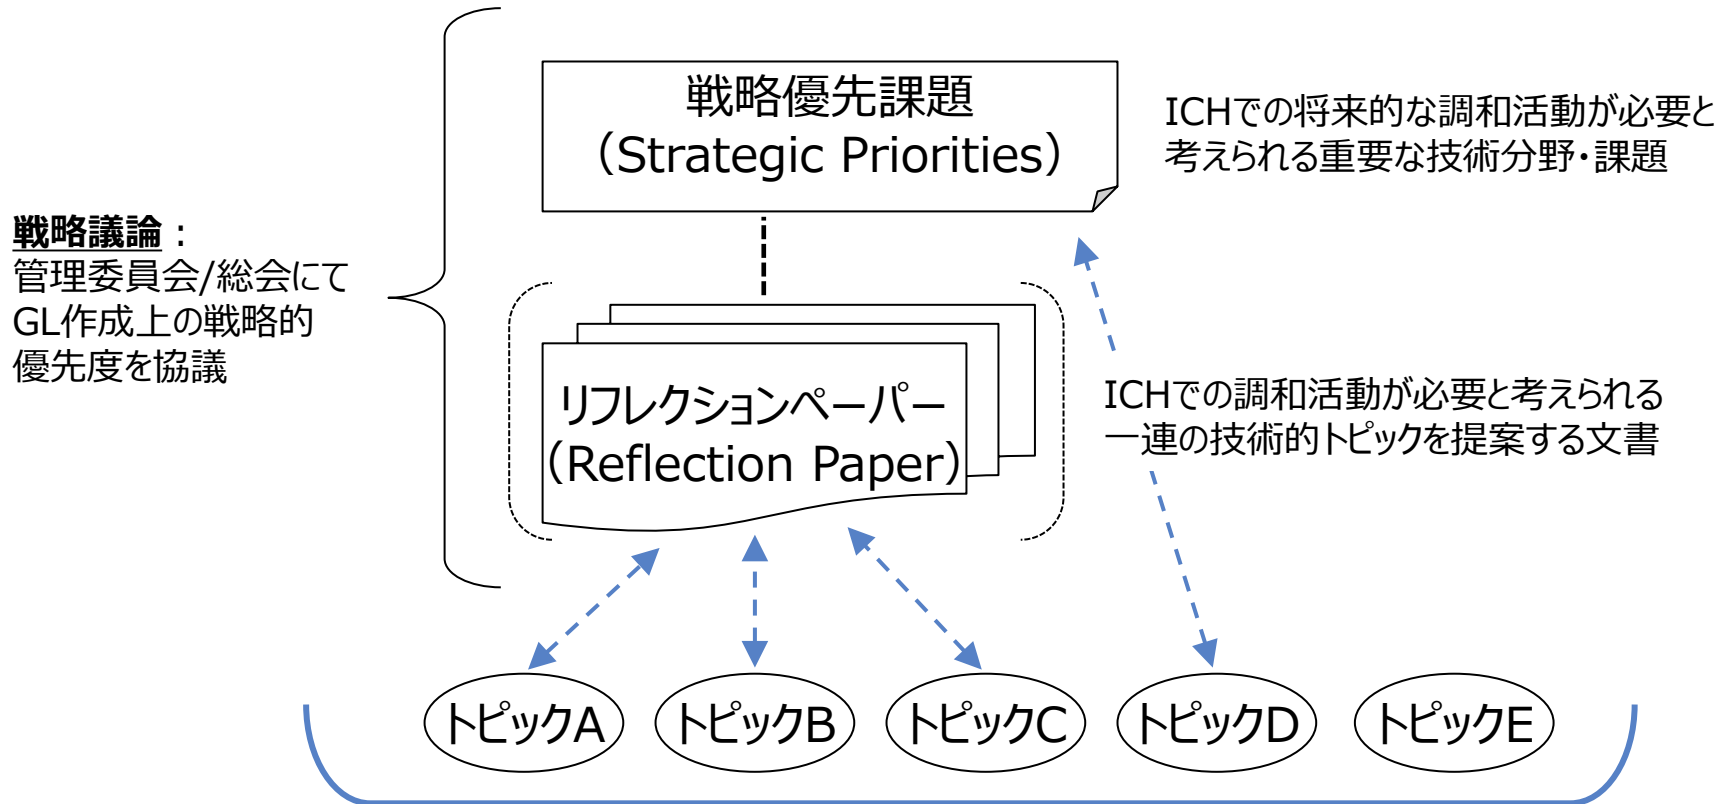 戦略優先課題
（Strategic Priorities）
ICHでの将来的な調和活動が必要と
考えられる重要な技術分野・課題
戦略議論：
管理委員会/総会にて
GL作成上の戦略的
優先度を協議
リフレクションペーパー
（Reflection Paper）
ICHでの調和活動が必要と考えられる
一連の技術的トピックを提案する文書
トピックA
トピックB
トピックC
トピックD
トピックE